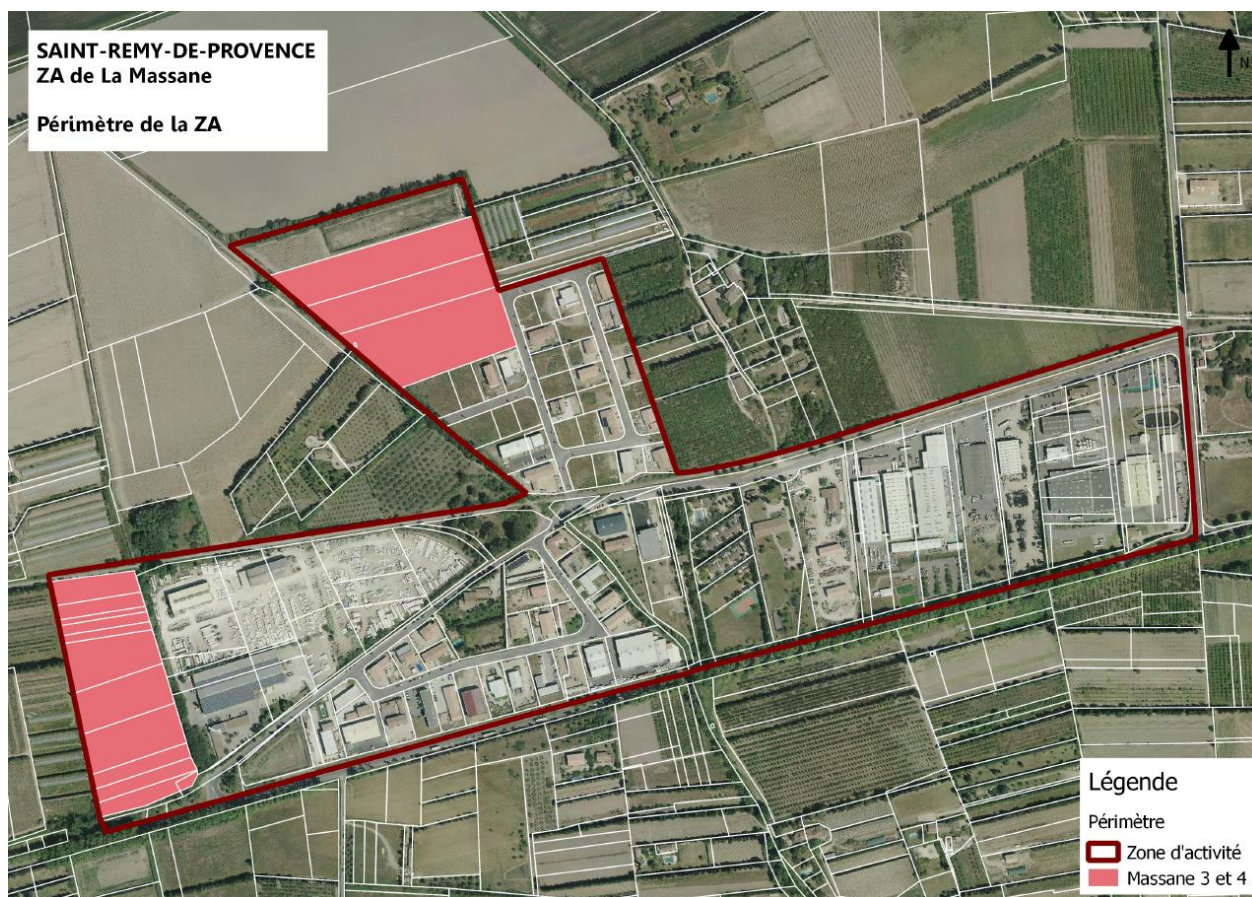 SAINT-REMY-DE-PROVENCE
ZA de La Massane
Périmètre de la ZA
N
Légende
Périmètre
Zone d'activité
Massane 3 et 4